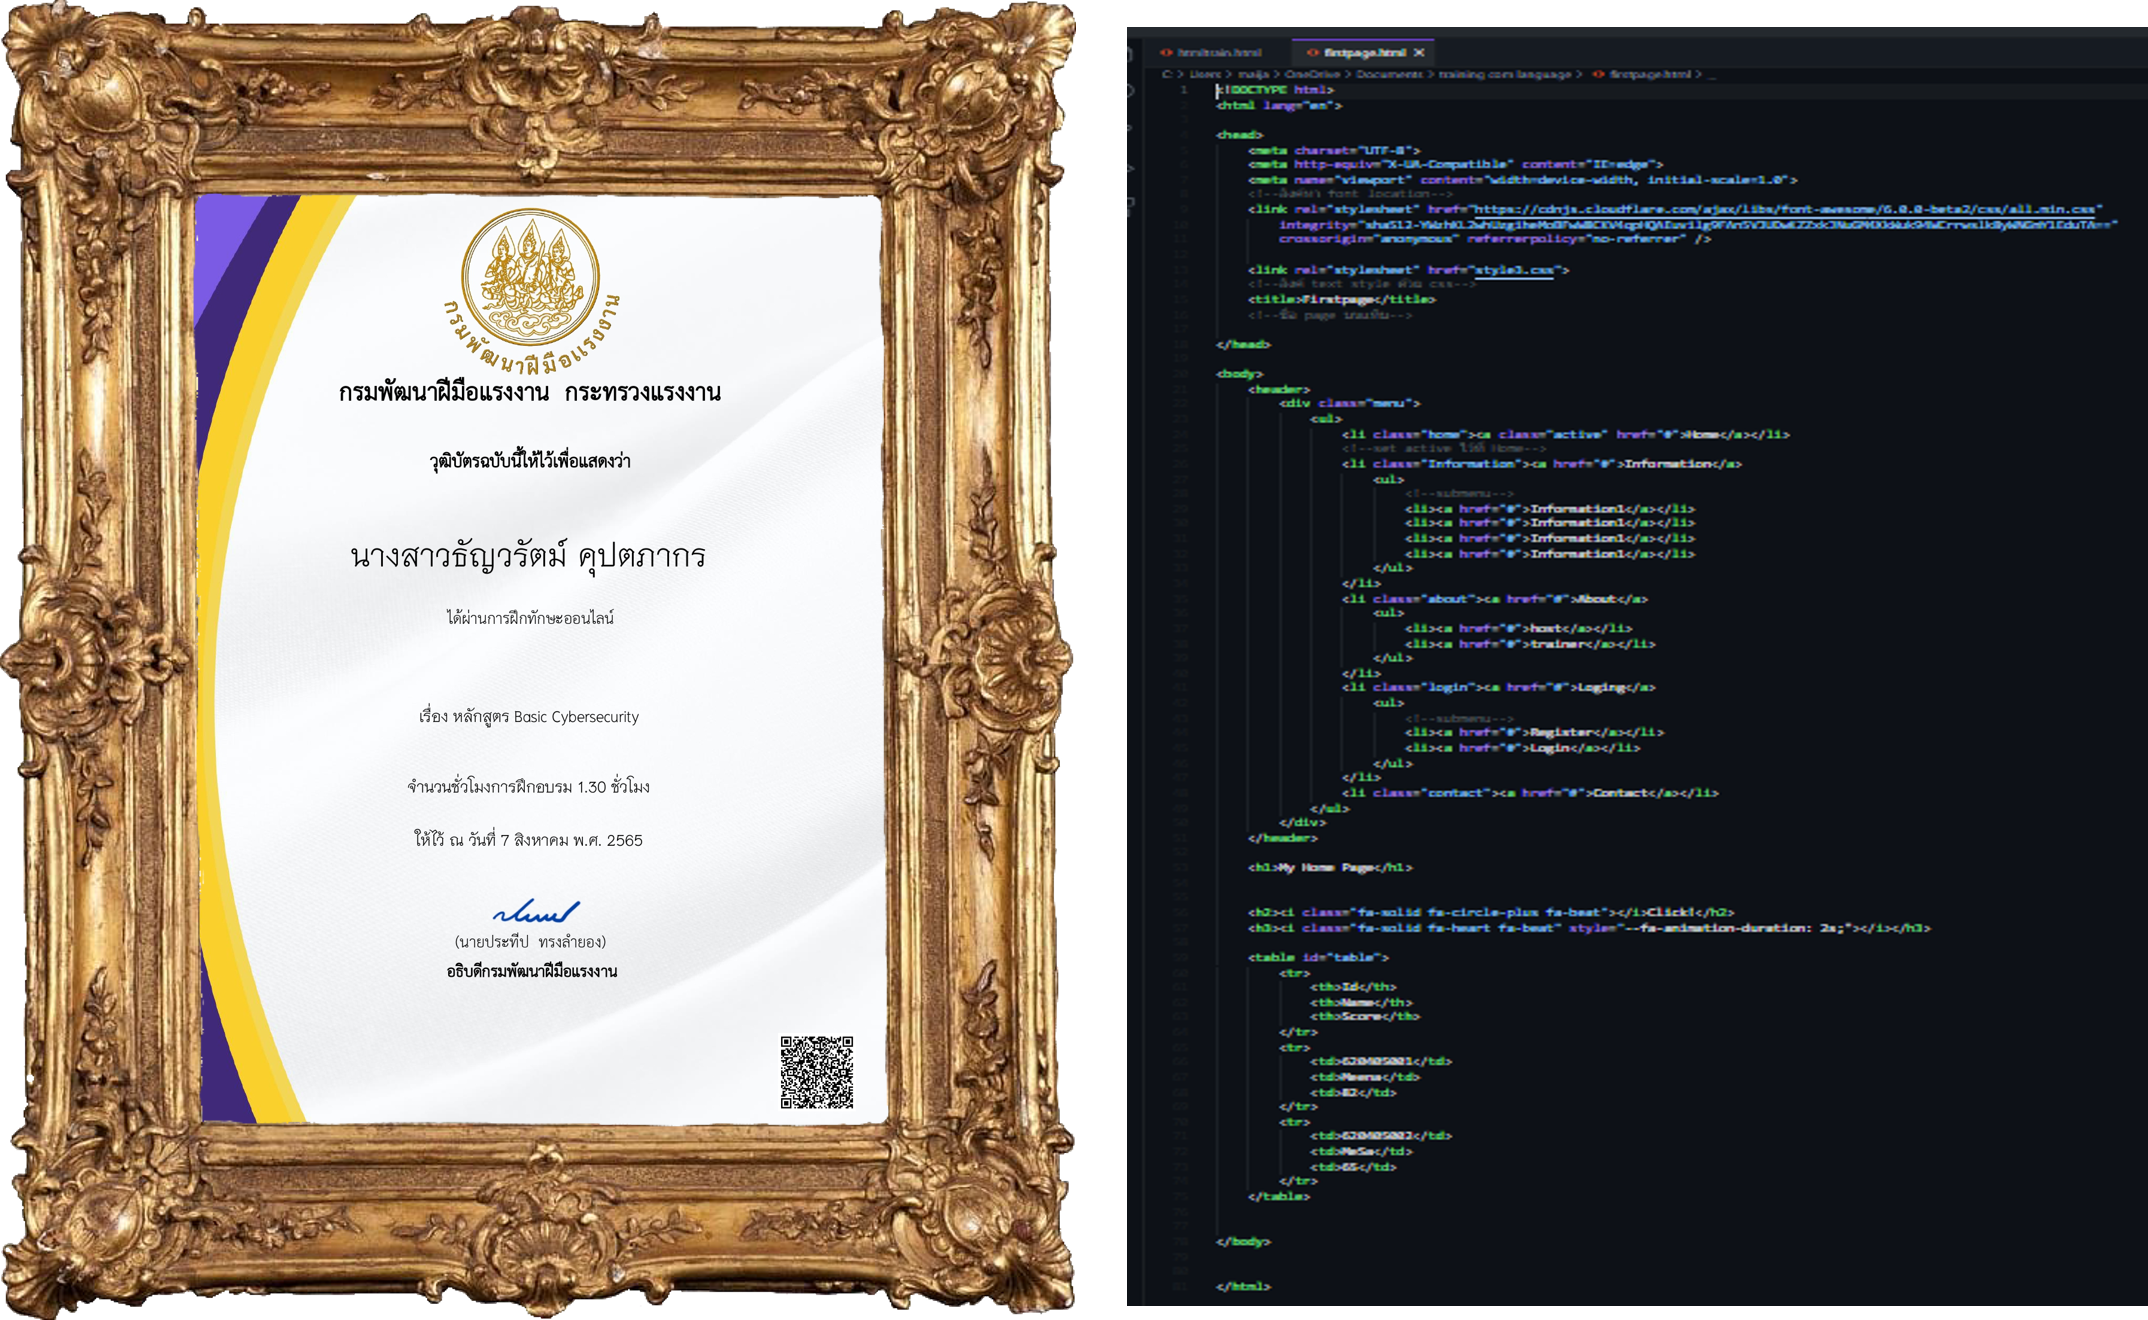 กรมพัฒนาฝีมือแรงงาน
กรมพัฒนาฝีมือแรงงาน กระทรวงแรงงาน
วุฒิบัตรฉบับนี้ให้ไว้เพื่อแสดงว่า
นางสาวธัญวรัตม์ คุปตภากร
ได้ผ่านการฝึกทักษะออนไลน์
เรื่อง หลักสูตร Basic Cybersecurity
จำนวนชั่วโมงการฝึกอบรม 1.30 ชั่วโมง
ให้ไว้ ณ วันที่ 7 สิงหาคม พ.ศ. 2565
(นายประทีป ทรงลำยอง)
อธิบดีกรมพัฒนาฝีมือแรงงาน
htmltrain.html firstpage.html
C: > Users > maija > OneDrive > Documents > training com language > firstpage.html >
<!DOCTYPE html>
<html lang="en">
<head>
<meta charset="UTF-8">
<meta http-equiv="X-UA-Compatible" content="IE=edge">
<meta name="viewport" content="width=device-width, initial-scale=1.0">
font location-->
<link rel="stylesheet" href="https://cdnjs.cloudflare.com/ajax/libs/font-awesome/6.0.0-beta2/css/all.min.css"
crossorigin="anonymous" referrerpolicy="no-referrer" />
<link rel="stylesheet" href="style3.css">
text style ด้วย css-->
<title>Firstpage</title>
<!--ชื่อ page บนแท็บ-->
</head>
<body>
<header>
<div class="menu">
<ul>
<li class="home"><a class="active" href="#">Home</a></li>
<!--set active ไว้ที่ Home-->
<li class="Information"><a href="#">Information</a>
<ul>
<!--submenu-->
<li><a href="#">Information1</a></li>
<li><a href="#">Information1</a></li>
<li><a href="#">Information1</a></li>
<li><a href="#">Information1</a></li>
</ul>
</li>
<li class="about"><a href="#">About</a>
<ul>
<li><a href="#">host</a></li>
<li><a href="#">trainer</a></li>
</ul>
</li>
<li class="login"><a href="#">Loging</a>
<ul>
<!--submenu-->
<li><a href="#">Register</a></li>
<li><a href="#">Login</a></li>
</ul>
</li>
<li class="contact"><a href="#">Contact</a></li>
</ul>
</div>
</header>
<h1>My Home Page</h1>
<h2><i class="fa-solid fa-circle-plus fa-beat"></i>Click!</h2>
<h3><i class="fa-solid fa-heart fa-beat" style="--fa-animation-duration: 2s;"></i></h3>
<table id="table">
<tr>
<th>Id</th>
<th>Name</th>
<th>Score</th>
</tr>
<tr>
<td>620405001</td>
<td>Meena</td>
<td>82</td>
</tr>
<tr>
<td>620405002</td>
<td>MeSa</td>
<td>65</td>
</tr>
</table>
</body>
</html>